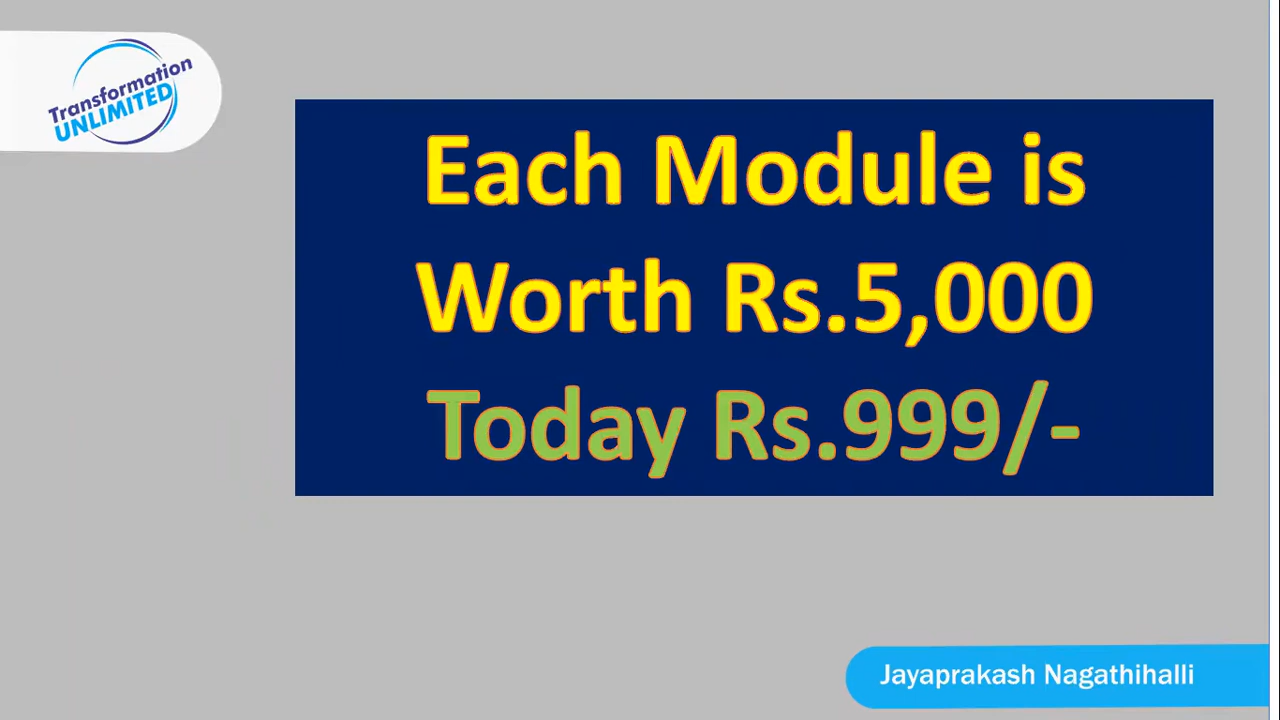 Transformation
UNLIMITED
Each Module is
Worth Rs.5,000
Today Rs.999/-
Jayaprakash Nagathihalli